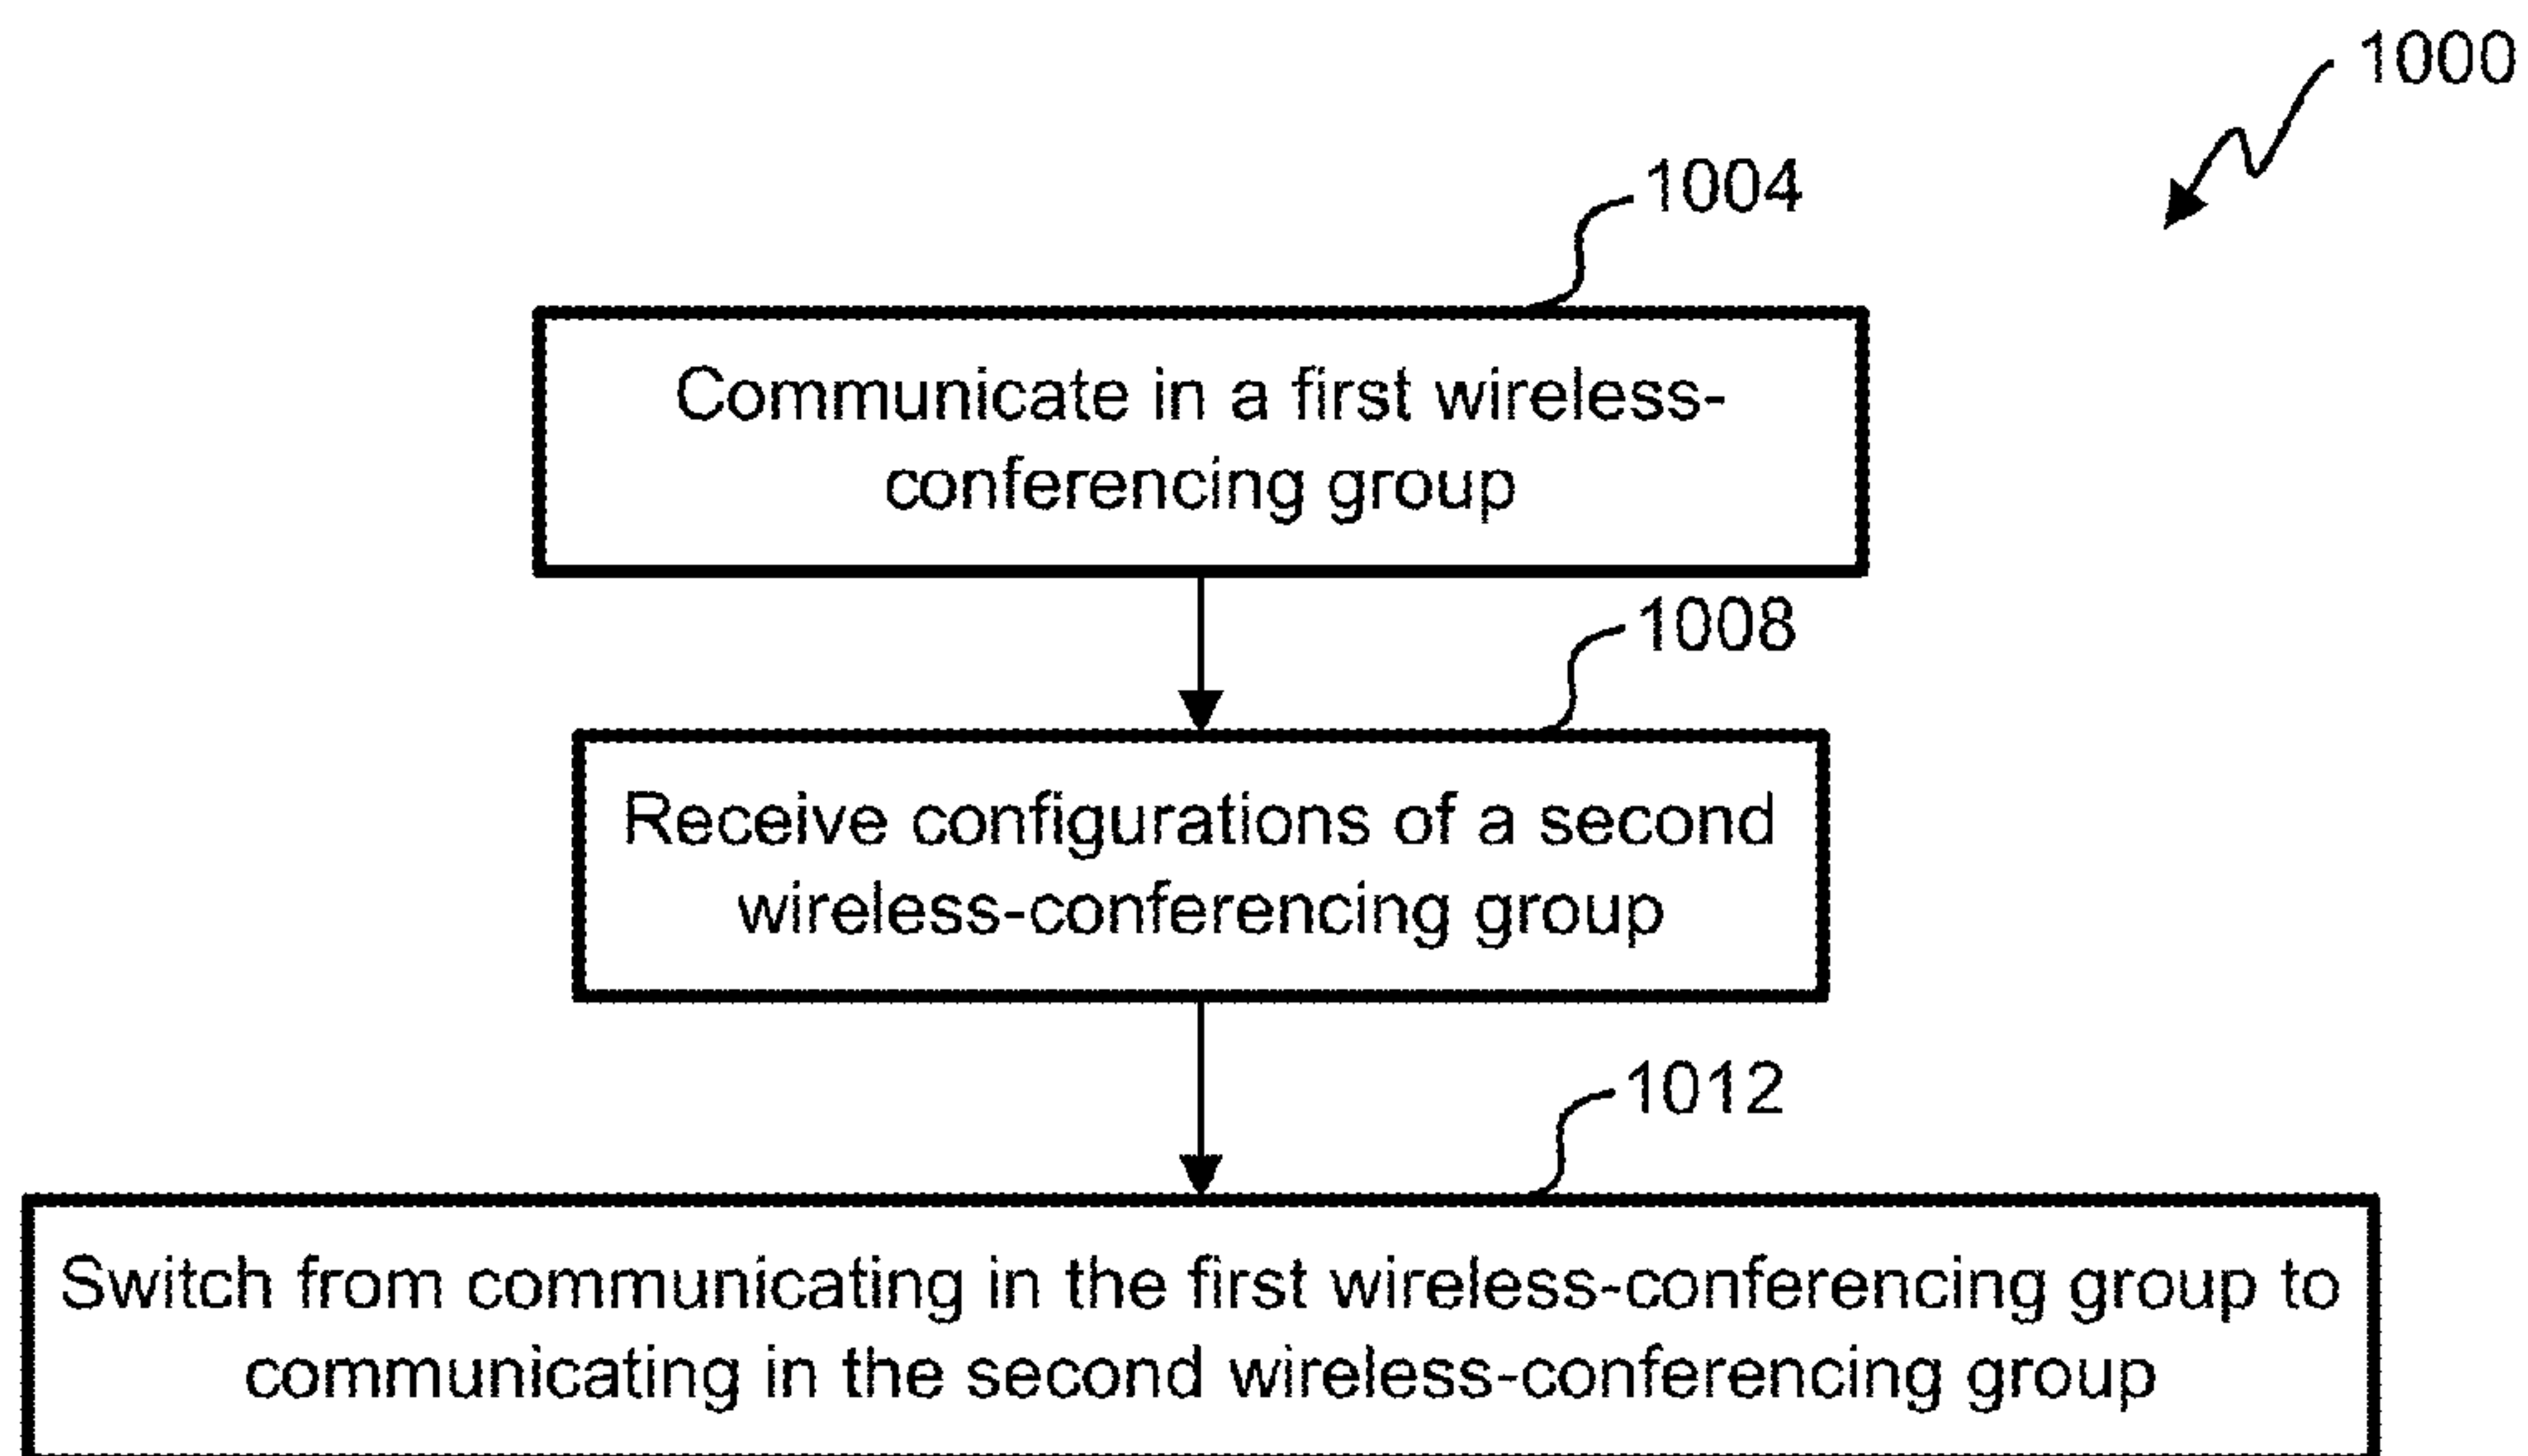 1000
1004
Communicate in a first wireless-
conferencing group
1008
Receive configurations of a second
wireless-conferencing group
1012
Switch from communicating in the first wireless-conferencing group to
communicating in the second wireless-conferencing group